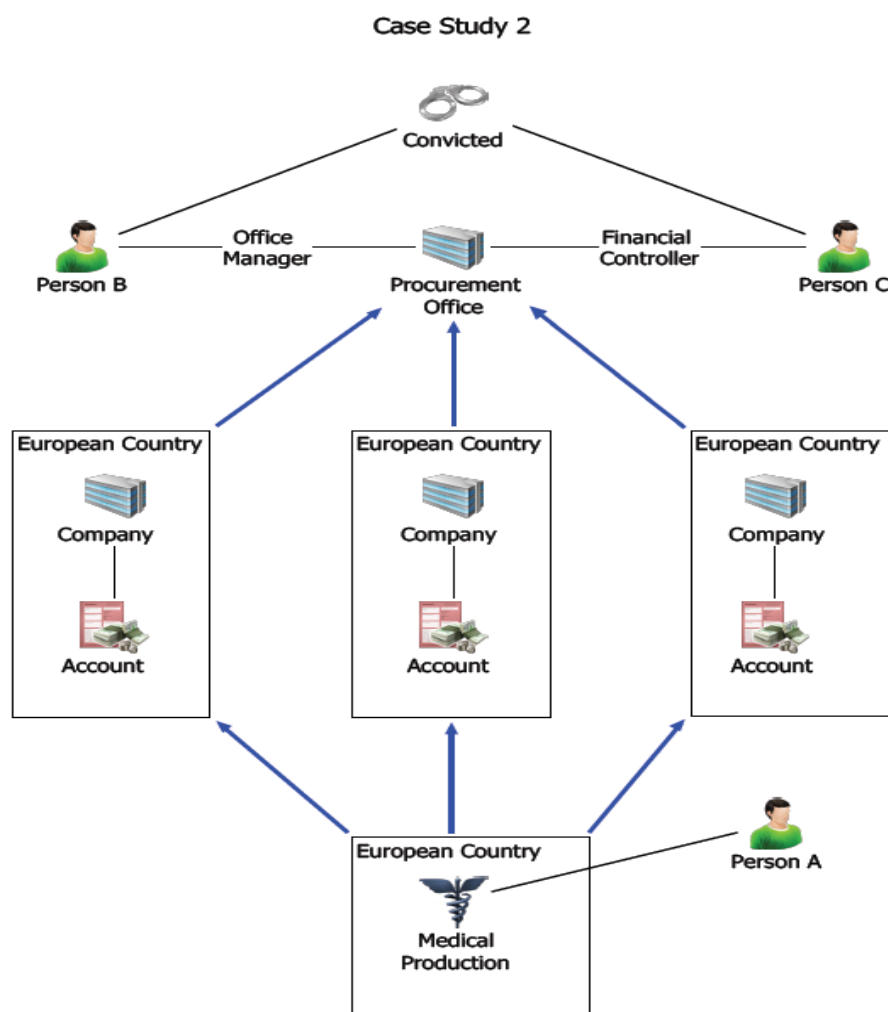 Case Study 2
Convicted
Office
Manager
Financial
Controller
Person B
Procurement
Office
Person C
European Country
European Country
European Country
Company
Company
Company
Account
Account
Account
European Country
Person A
Medical
Production